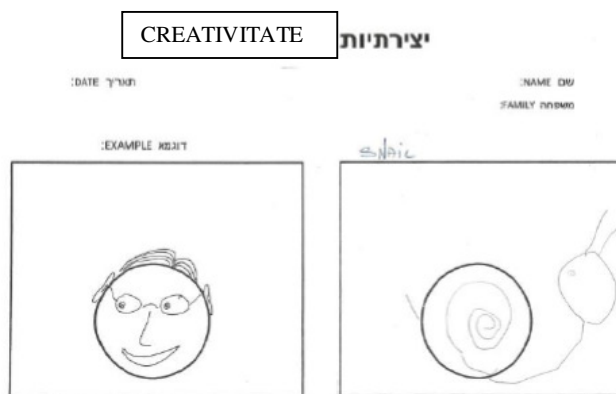 CREATIVITATE יצירתיות
שם NAME:
תאריך DATE:
משפחה FAMILY:
דוגמא EXAMPLE:
SNAIL